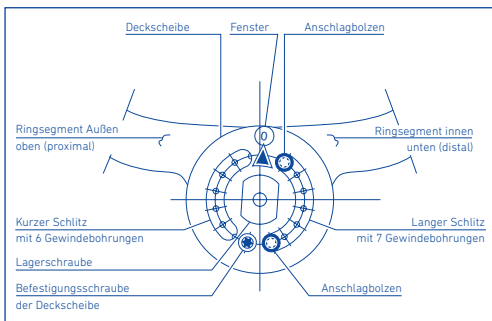 Deckscheibe
Fenster
Anschlagbolzen
0
Ringsegment Außen
oben (proximal)
Ringsegment innen
unten (distal)
Kurzer Schlitz
mit 6 Gewindebohrungen
Langer Schlitz
mit 7 Gewindebohrungen
Lagerschraube
Befestigungsschraube
der Deckscheibe
Anschlagbolzen